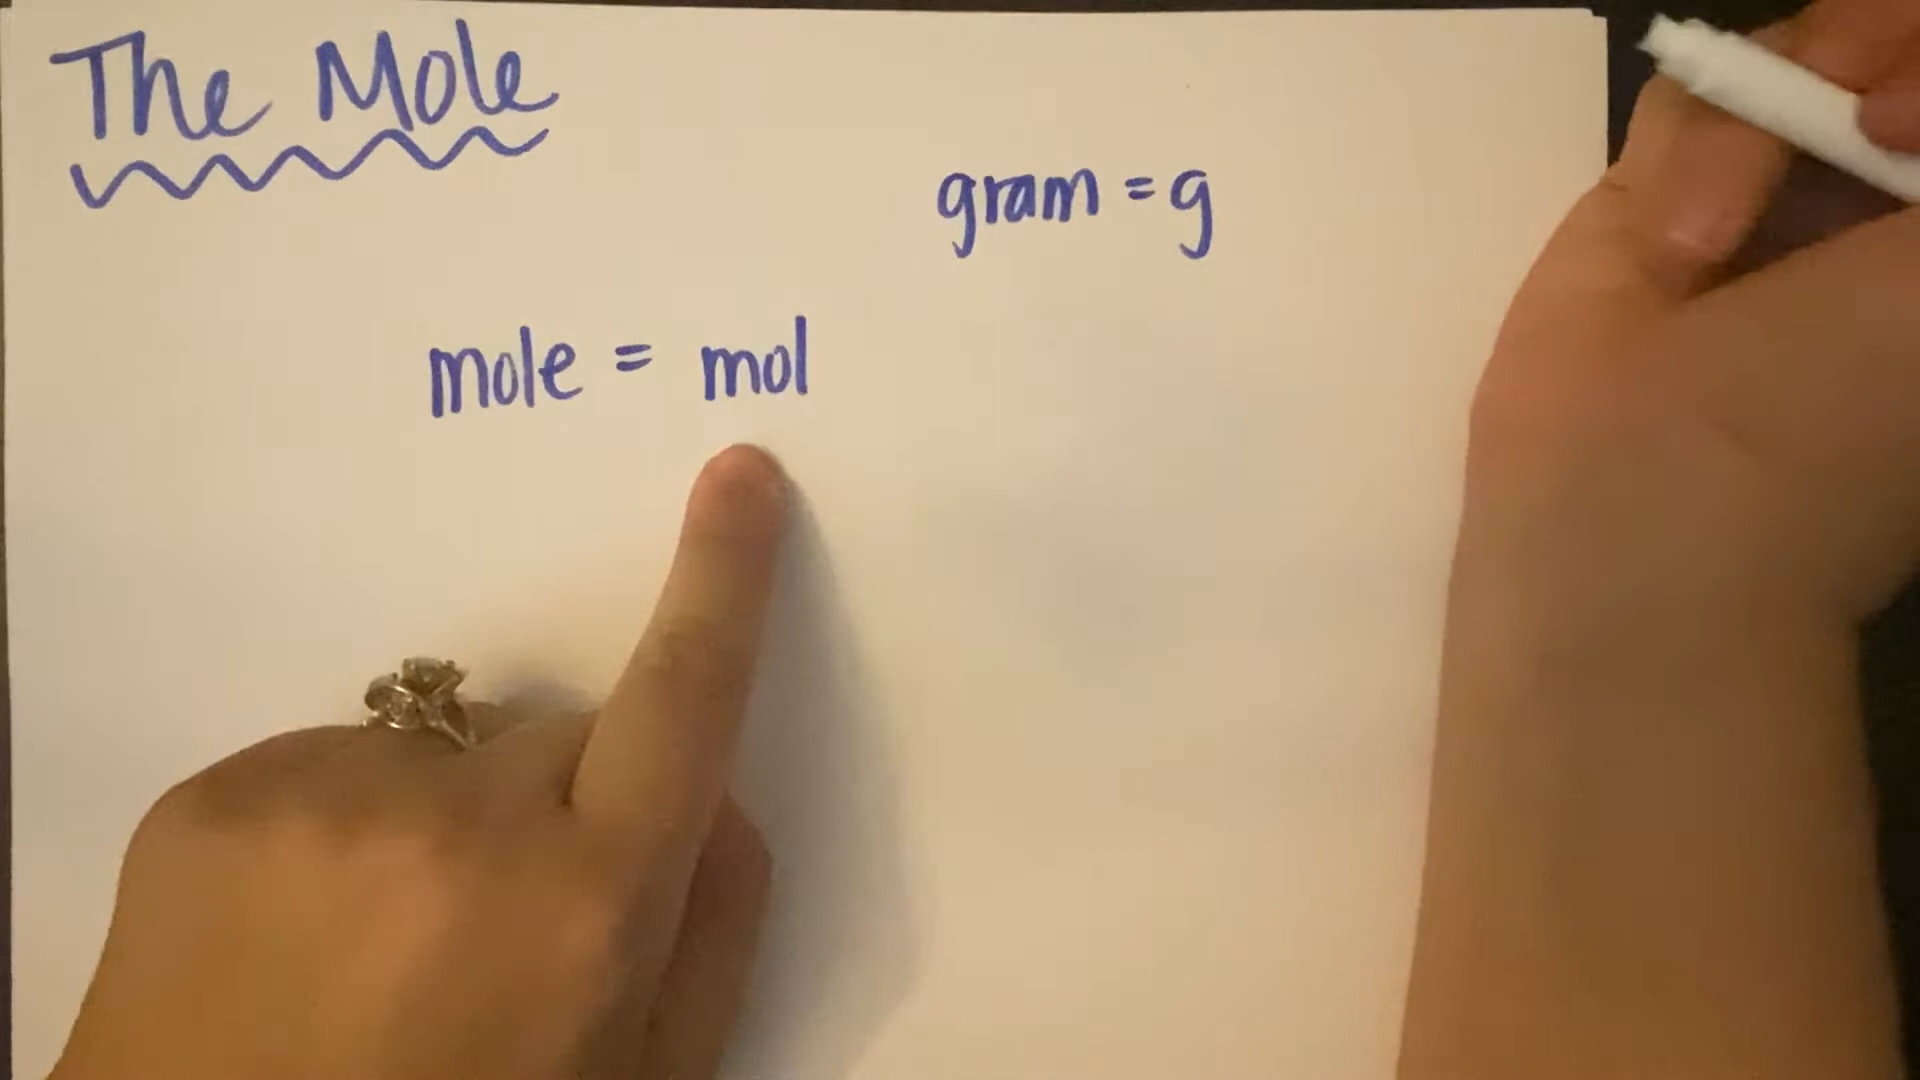 The Mole
gram = g
mole = mol